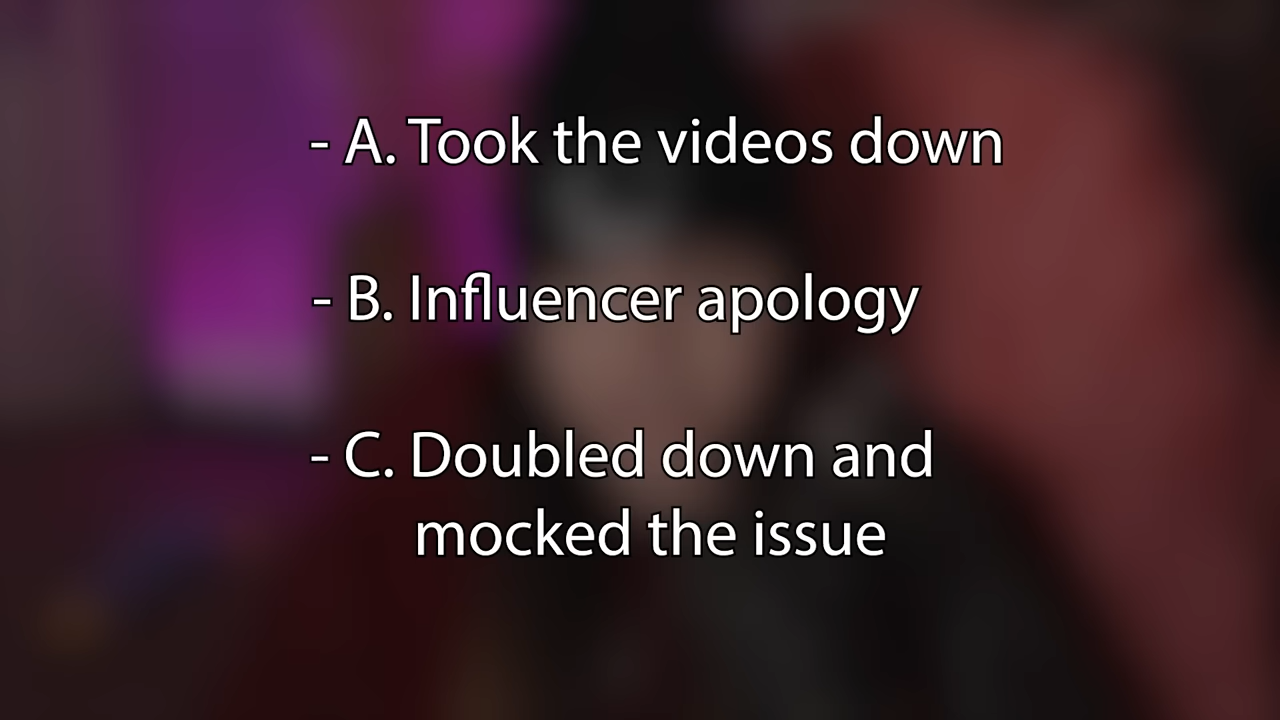 - A. Took the videos down
- B. Influencer apology
- C. Doubled down and
mocked the issue